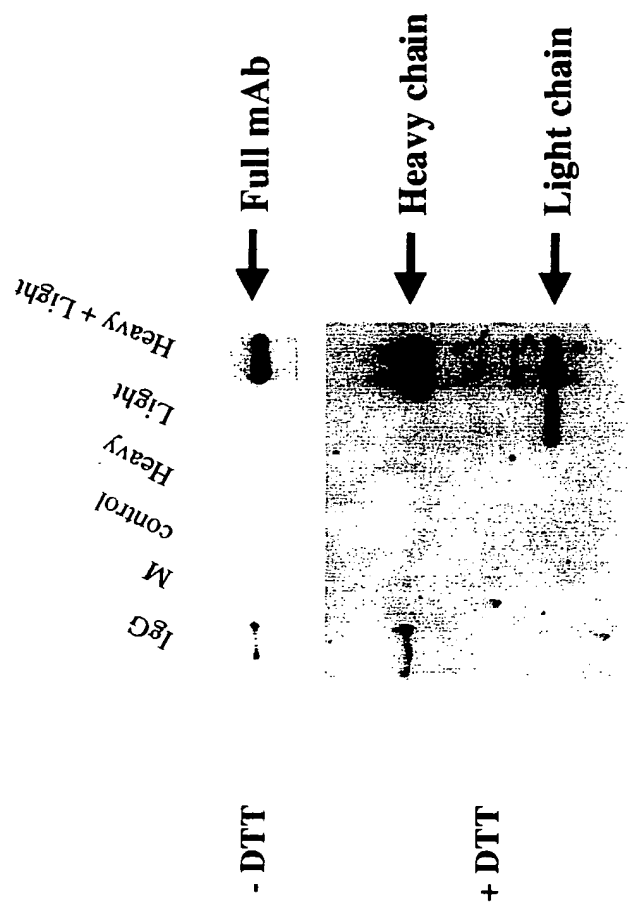 IgG
M
control
Heavy
Light
Heavy + Light
- DTT
Full mAb
+ DTT
Heavy chain
Light chain